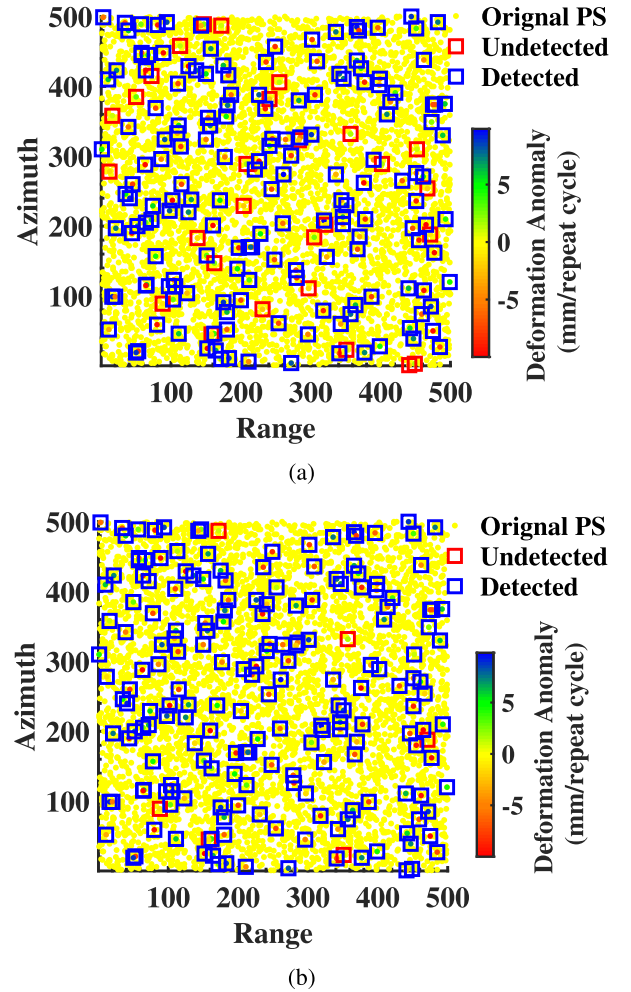 500
400
300
200
100
Azimuth
100
200
300
400
500
Range
Orignal PS
Undetected
Detected
5
0
-5
Deformation Anomaly
(mm/repeat cycle)
(a)
500
400
300
200
100
Azimuth
100
200
300
400
500
Range
Orignal PS
Undetected
Detected
5
0
-5
Deformation Anomaly
(mm/repeat cycle)
(b)